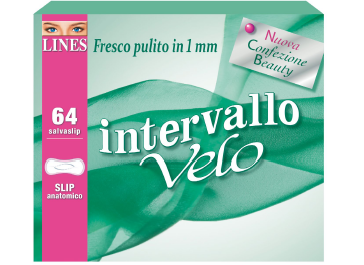 LINES
Fresco pulito in 1 mm
Nuova
Confezione
Beauty
64
salvaslip
intervallo
Velo
SLIP
anatomico